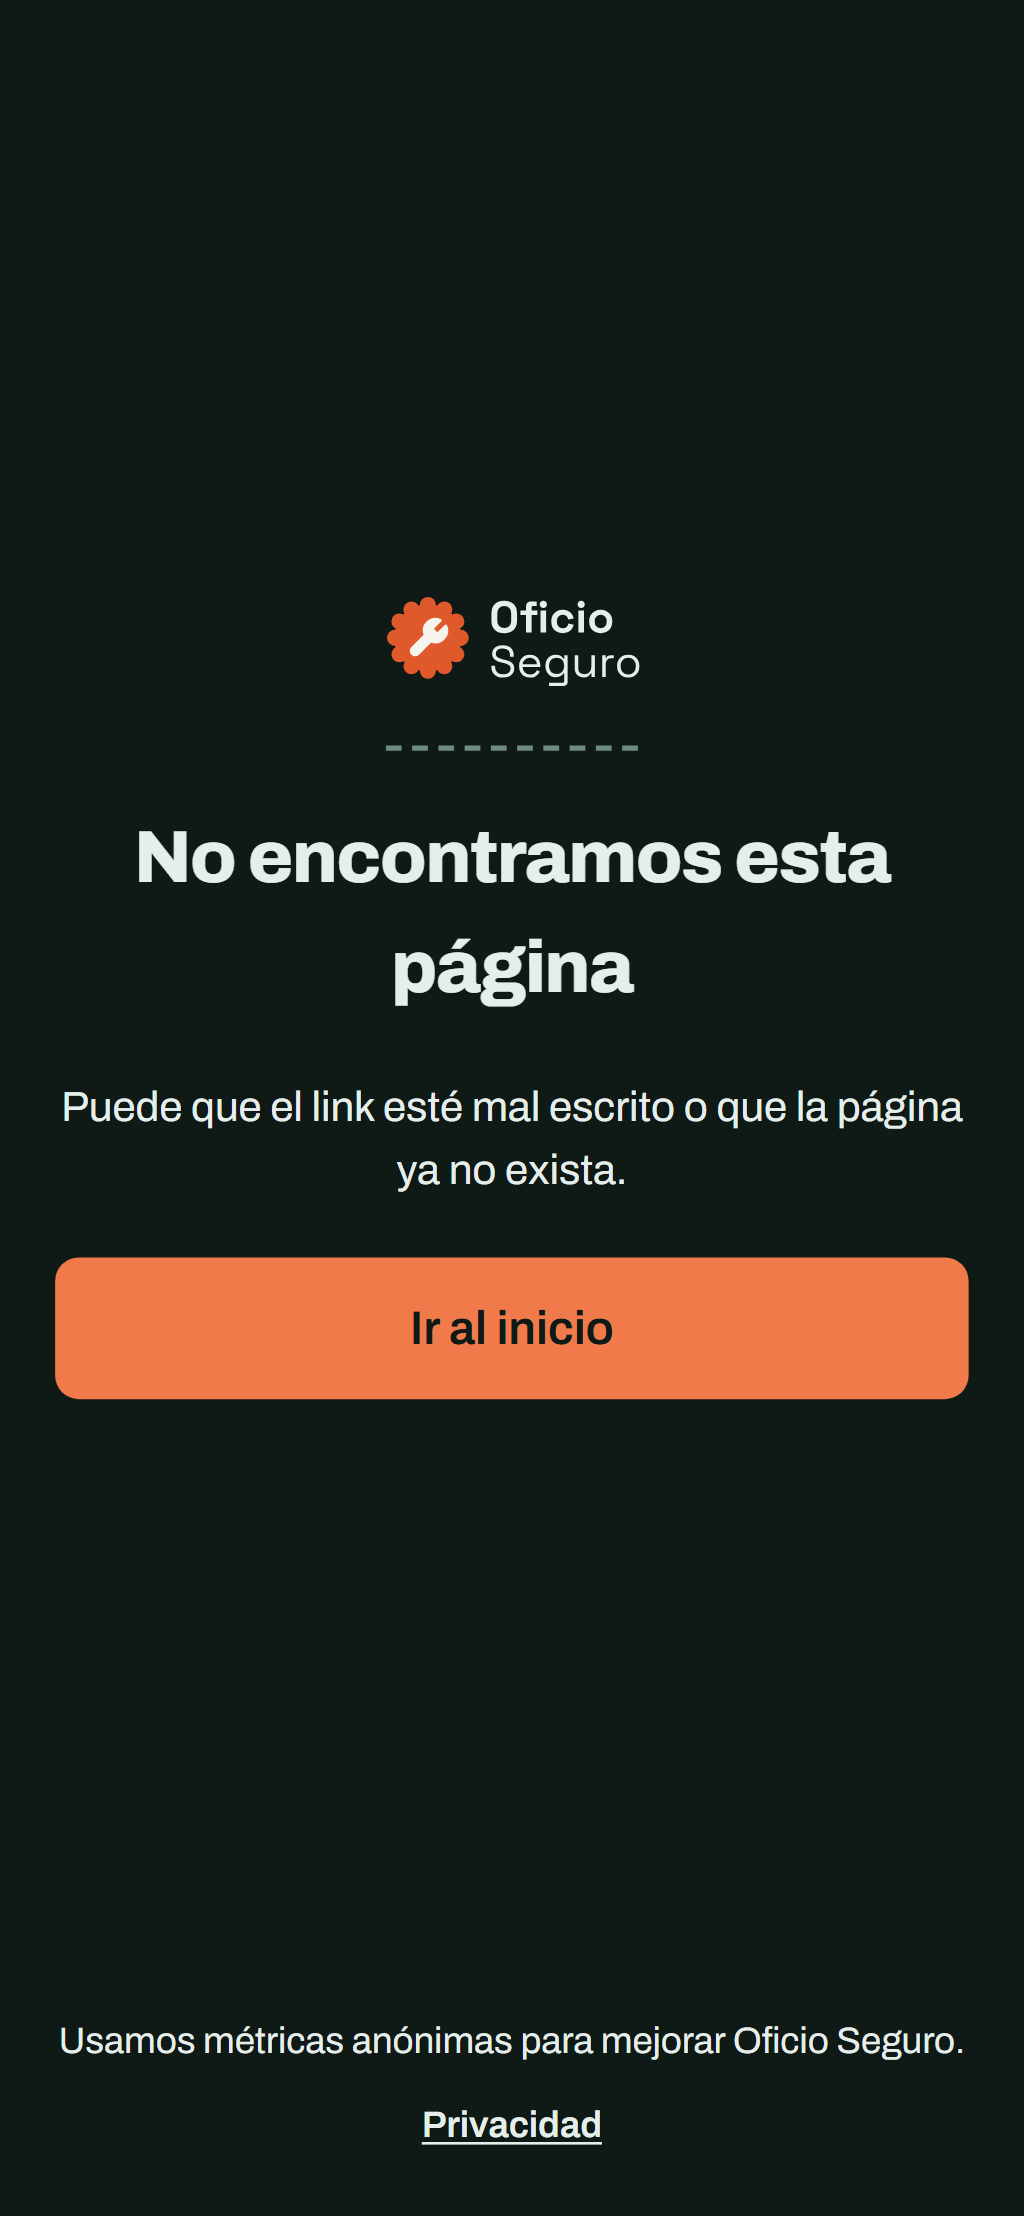 Oficio
Seguro
No encontramos esta
página
Puede que el link esté mal escrito o que la página
ya no exista.
Ir al inicio
Usamos métricas anónimas para mejorar Oficio Seguro.
Privacidad